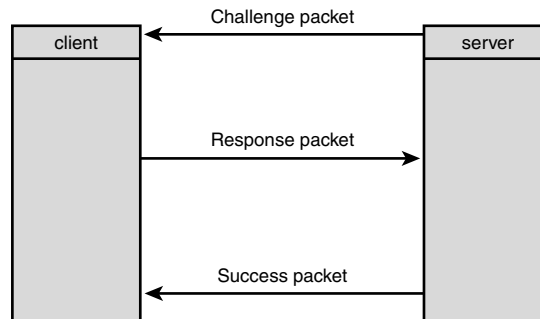 Challenge packet
client
server
Response packet
Success packet